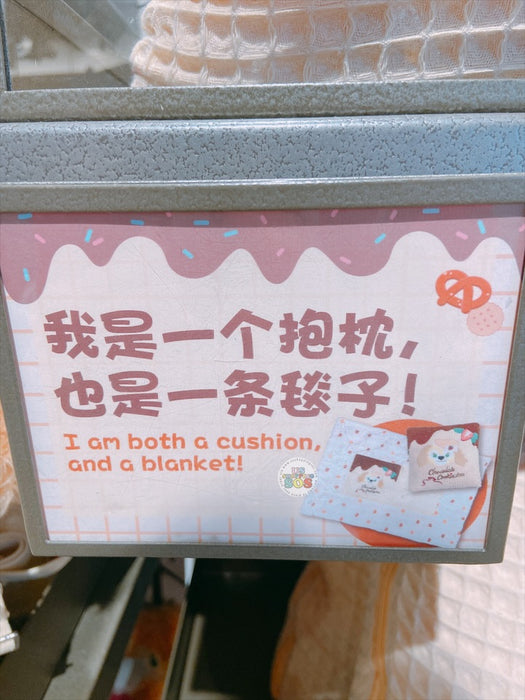 我是一个抱枕，
也是一条毯子！
I am both a cushion,
and a blanket!